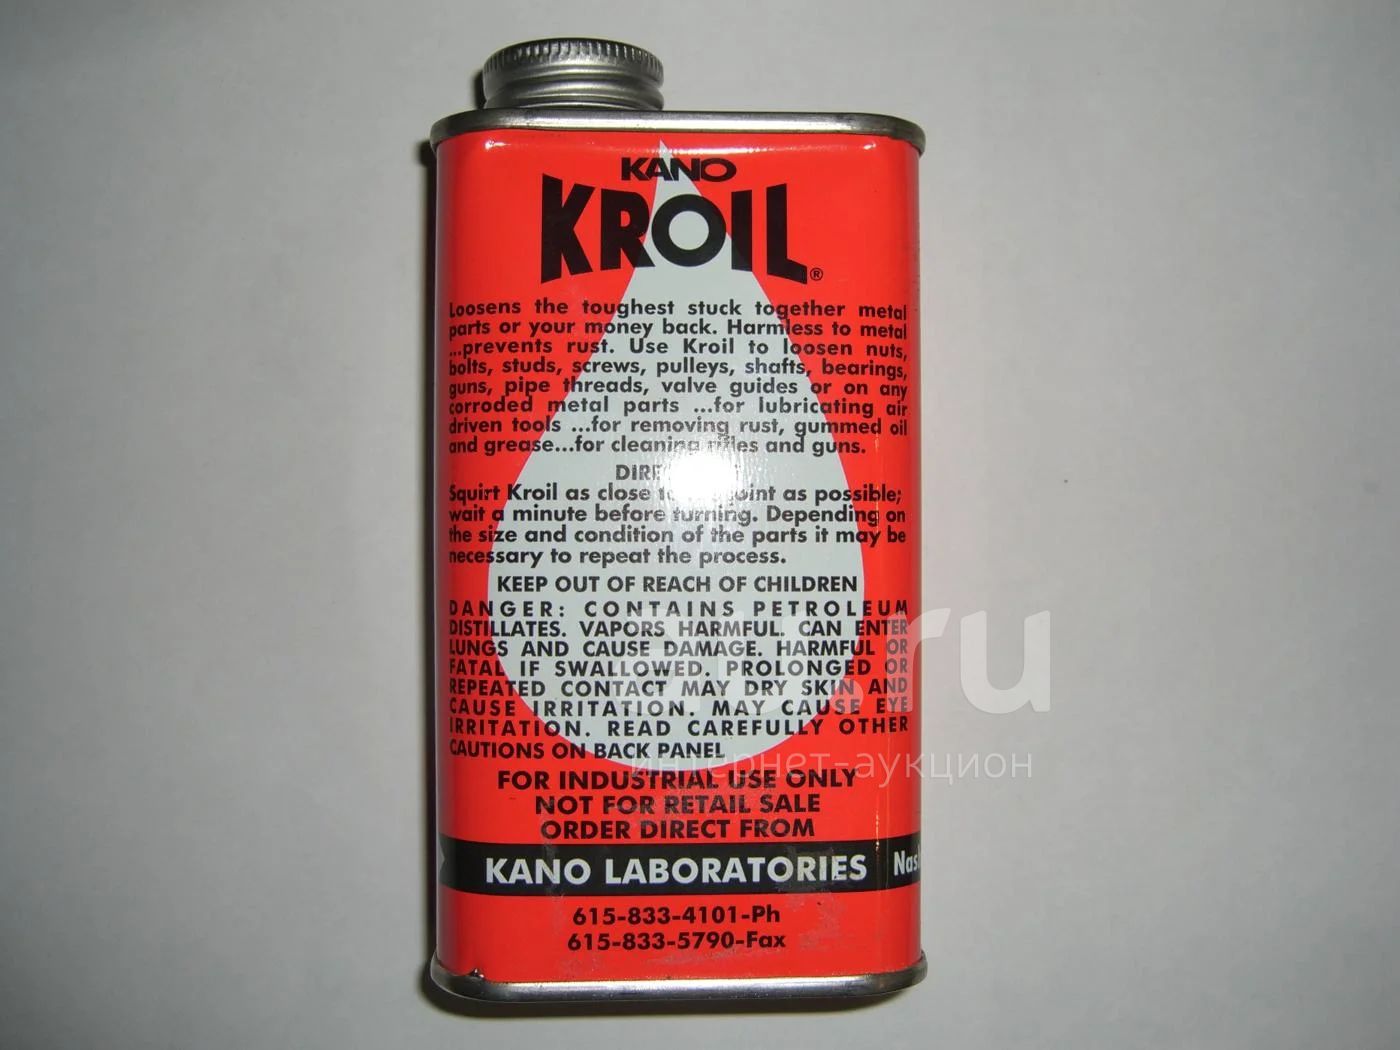 KANO
KROIL®
Loosens the toughest stuck together metal
parts or your money back. Harmless to metal
...prevents rust. Use Kroil to loosen nuts,
bolts, studs, screws, pulleys, shafts, bearings,
guns, pipe threads, valve guides or on any
corroded metal parts ...for lubricating air
driven tools ...for removing rust, gummed oil
and grease...for cleaning rifles and guns.
Squirt Kroil as close as possible;
wait a minute before turning. Depending on
the size and condition of the parts it may be
necessary to repeat the process.
KEEP OUT OF REACH OF CHILDREN
DANGER: CONTAINS PETROLEUM
DISTILLATES. VAPORS HARMFUL. CAN ENTER
LUNGS AND CAUSE DAMAGE. HARMFUL OR
FATAL IF SWALLOWED. PROLONGED OR
REPEATED CONTACT MAY DRY SKIN AND
CAUSE IRRITATION. MAY CAUSE EYE
IRRITATION. READ CAREFULLY OTHER
CAUTIONS ON BACK PANEL
.ru
интернет-аукцион
FOR INDUSTRIAL USE ONLY
NOT FOR RETAIL SALE
ORDER DIRECT FROM
KANO LABORATORIES
615-833-4101-Ph
615-833-5790-Fax